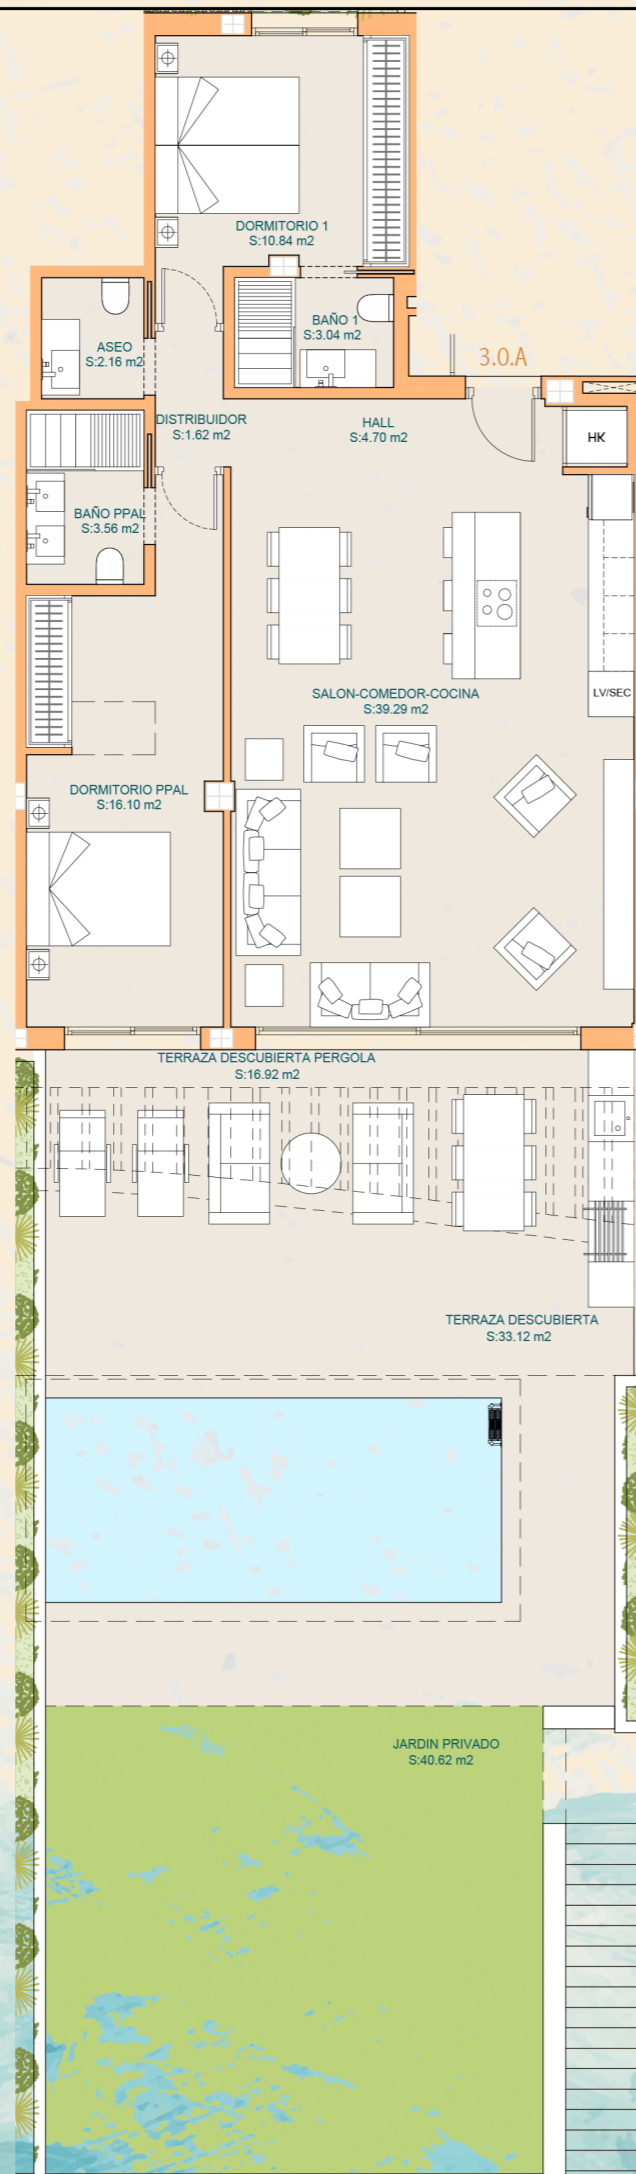 DORMITORIO 1
S:10.84 m2
ASEO
S:2.16 m2
BAÑO 1
S:3.04 m2
3.0.A
DISTRIBUIDOR
S:1.62 m2
HALL
S:4.70 m2
HK
BAÑO PPAL
S:3.56 m2
SALON-COMEDOR-COCINA
S:39.29 m2
LV/SEC
DORMITORIO PPAL
S:16.10 m2
TERRAZA DESCUBIERTA PERGOLA
S:16.92 m2
TERRAZA DESCUBIERTA
S:33.12 m2
JARDIN PRIVADO
S:40.62 m2